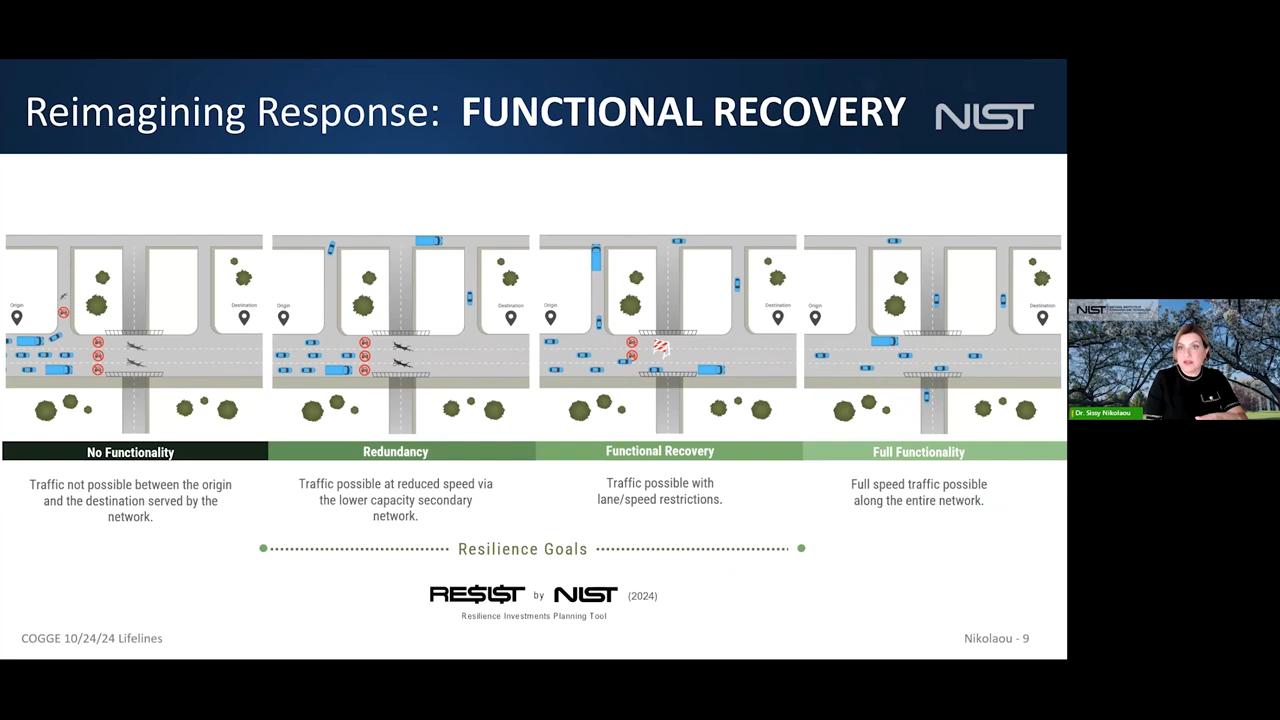 Reimagining Response: FUNCTIONAL RECOVERY
NIST
Origin
Destination
Origin
Destination
Origin
Destination
Origin
Destination
No Functionality
Redundancy
Functional Recovery
Full Functionality
Traffic not possible between the origin
and the destination served by the
network.
Traffic possible at reduced speed via
the lower capacity secondary
network.
Traffic possible with
lane/speed restrictions.
Full speed traffic possible
along the entire network.
Resilience Goals
RE$I$T by NIST (2024)
Resilience Investments Planning Tool
COGGE 10/24/24 Lifelines
Nikolaou - 9
NIST
Dr. Sissy Nikolaou